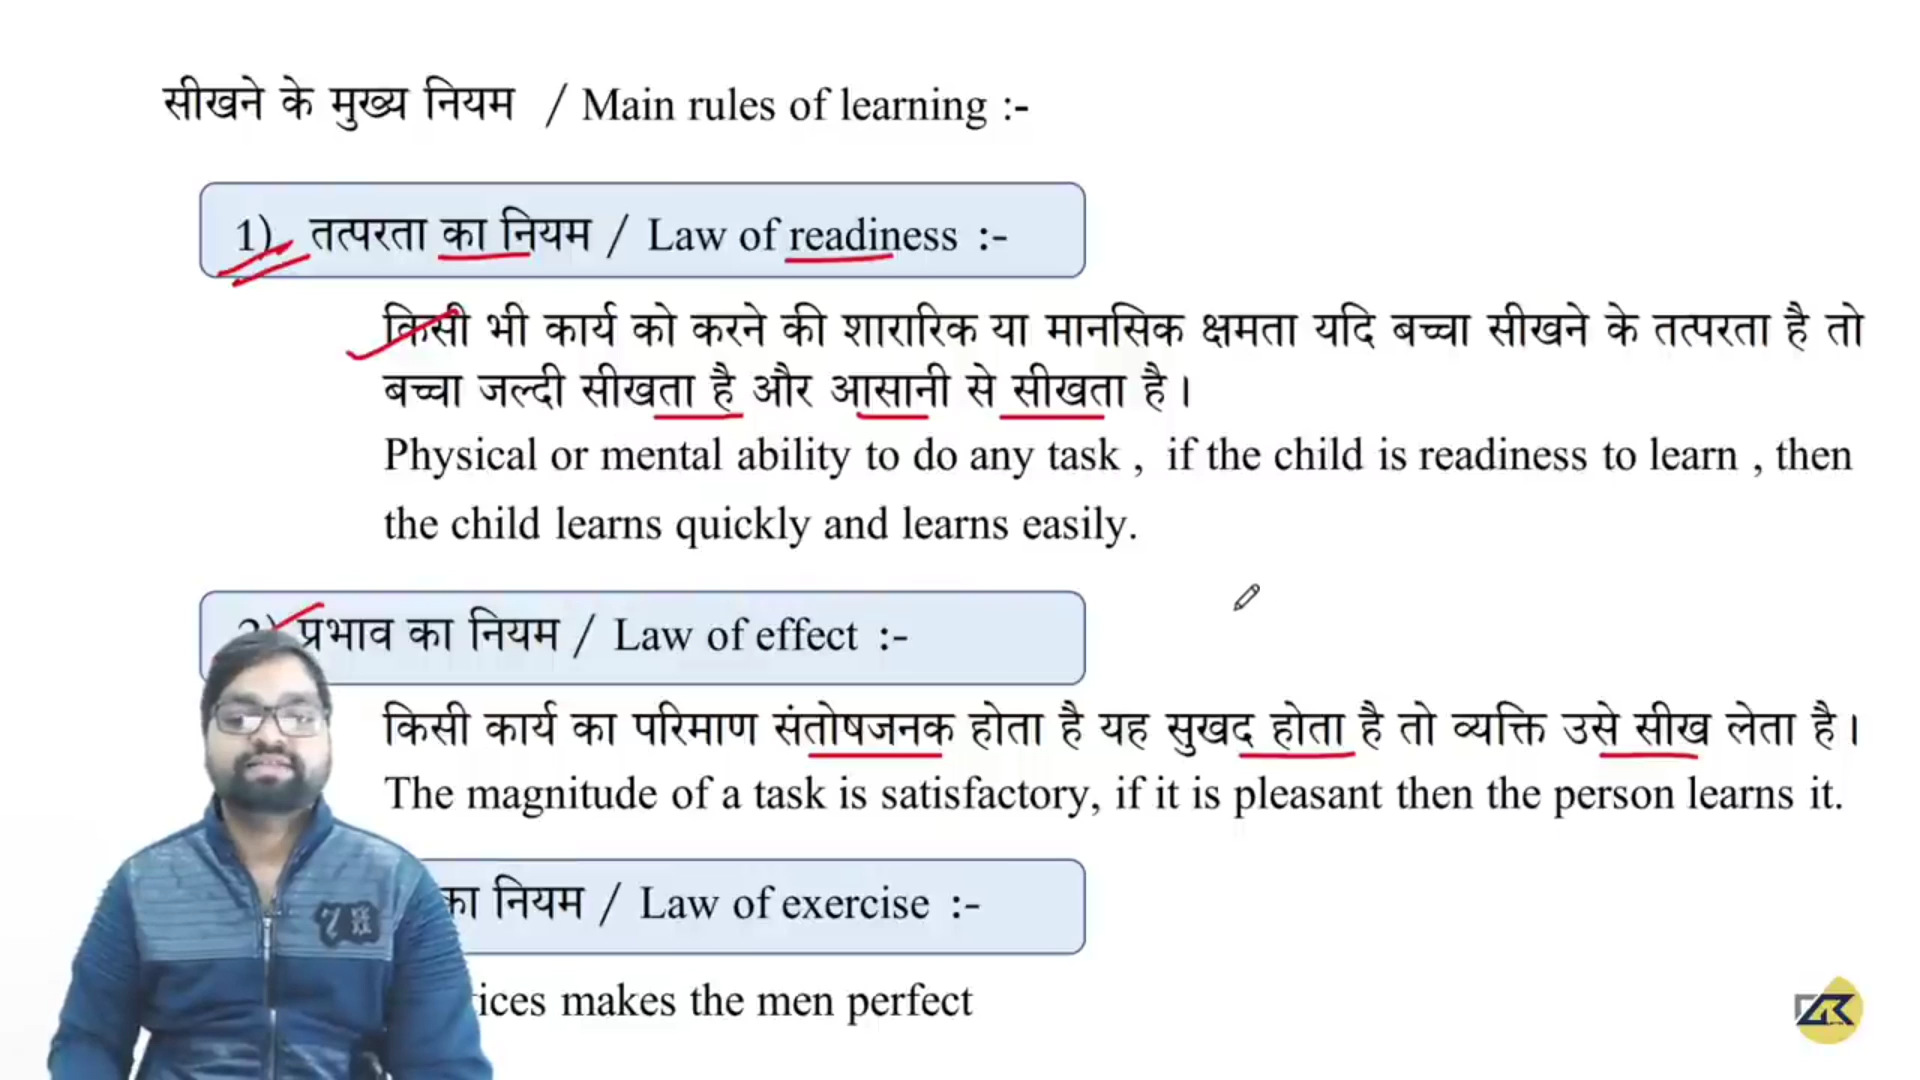 सीखने के मुख्य नियम / Main rules of learning :-
1) तत्परता का नियम / Law of readiness :-
किसी भी कार्य को करने की शारारिक या मानसिक क्षमता यदि बच्चा सीखने के तत्परता है तो
बच्चा जल्दी सीखता है और आसानी से सीखता है।
Physical or mental ability to do any task , if the child is readiness to learn , then
the child learns quickly and learns easily.
प्रभाव का नियम / Law of effect :-
किसी कार्य का परिमाण संतोषजनक होता है यह सुखद होता है तो व्यक्ति उसे सीख लेता है।
The magnitude of a task is satisfactory, if it is pleasant then the person learns it.
का नियम / Law of exercise :-
makes the men perfect